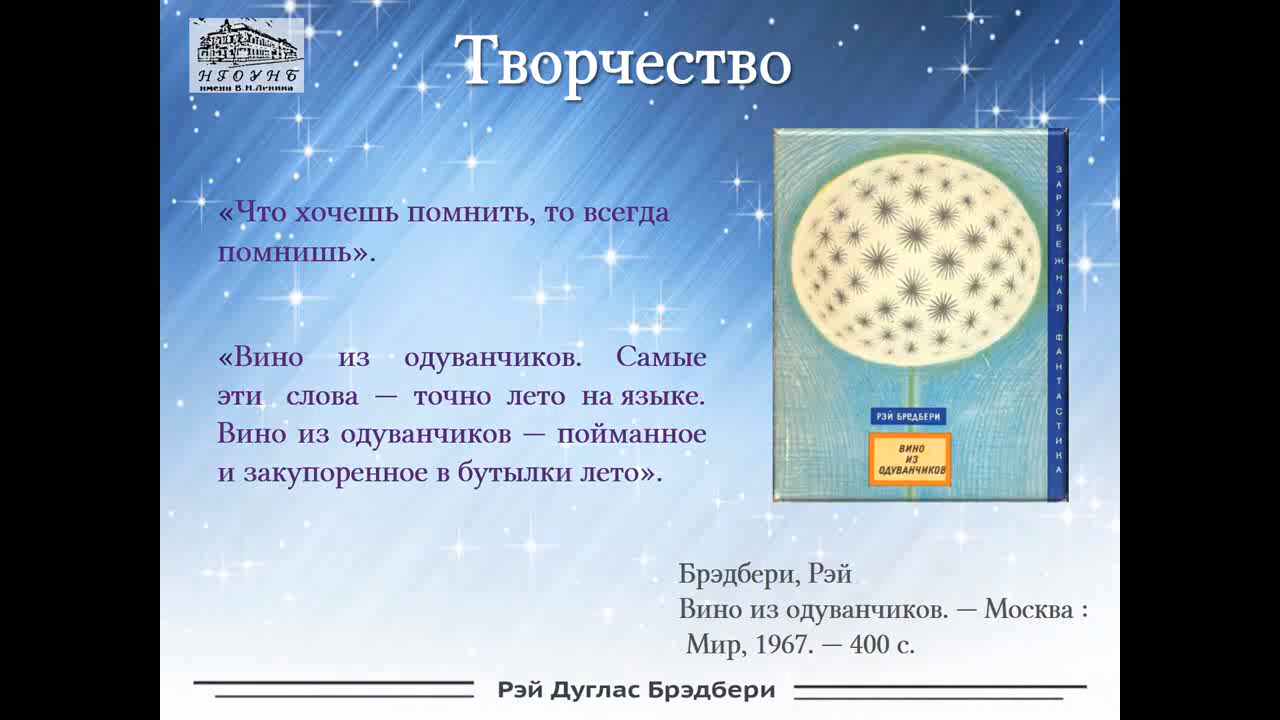 НГОУНБ
имени В.И.Ленина
Творчество
«Что хочешь помнить, то всегда
помнишь».
«Вино из одуванчиков. Самые
эти слова — точно лето на языке.
Вино из одуванчиков — пойманное
и закупоренное в бутылки лето».
ЗАРУБЕЖНАЯ ФАНТАСТИКА
РЭЙ БРЕДБЕРИ
ВИНО
ИЗ
ОДУВАНЧИКОВ
Брэдбери, Рэй
Вино из одуванчиков. — Москва :
Мир, 1967. — 400 с.
Рэй Дуглас Брэдбери